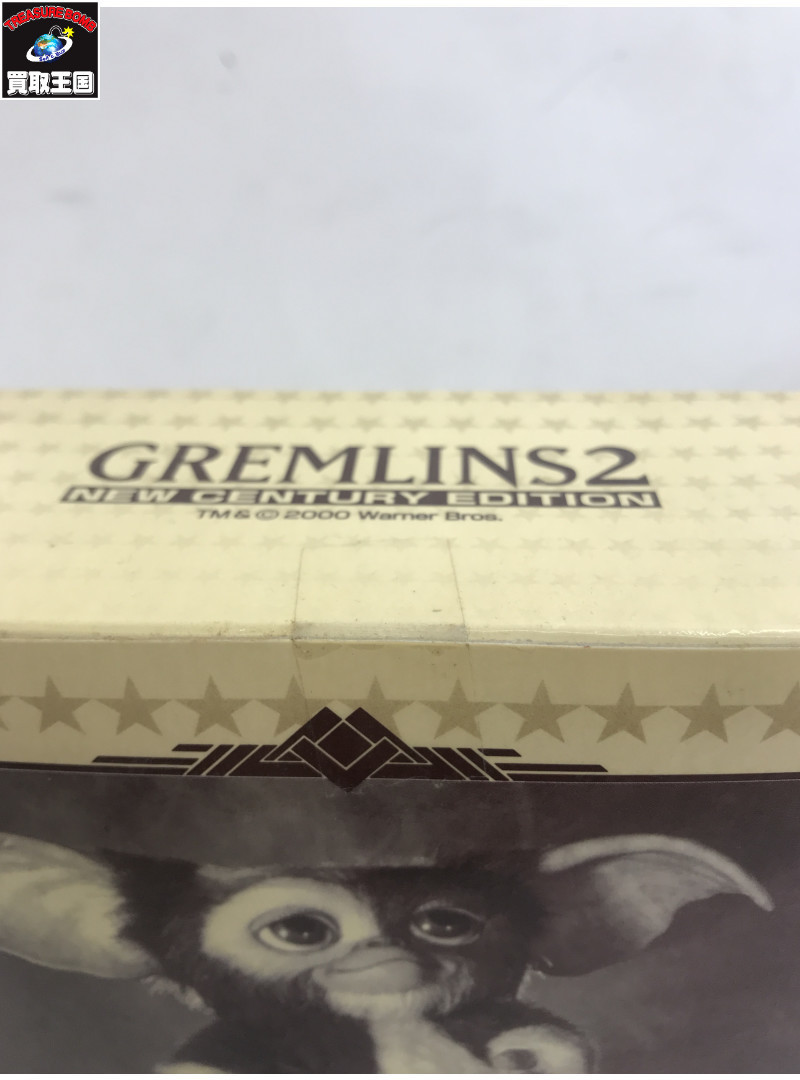 TREASURE BOMB
買取王国
GREMLINS2
NEW CENTURY EDITION
TM & © 2000 Warner Bros.